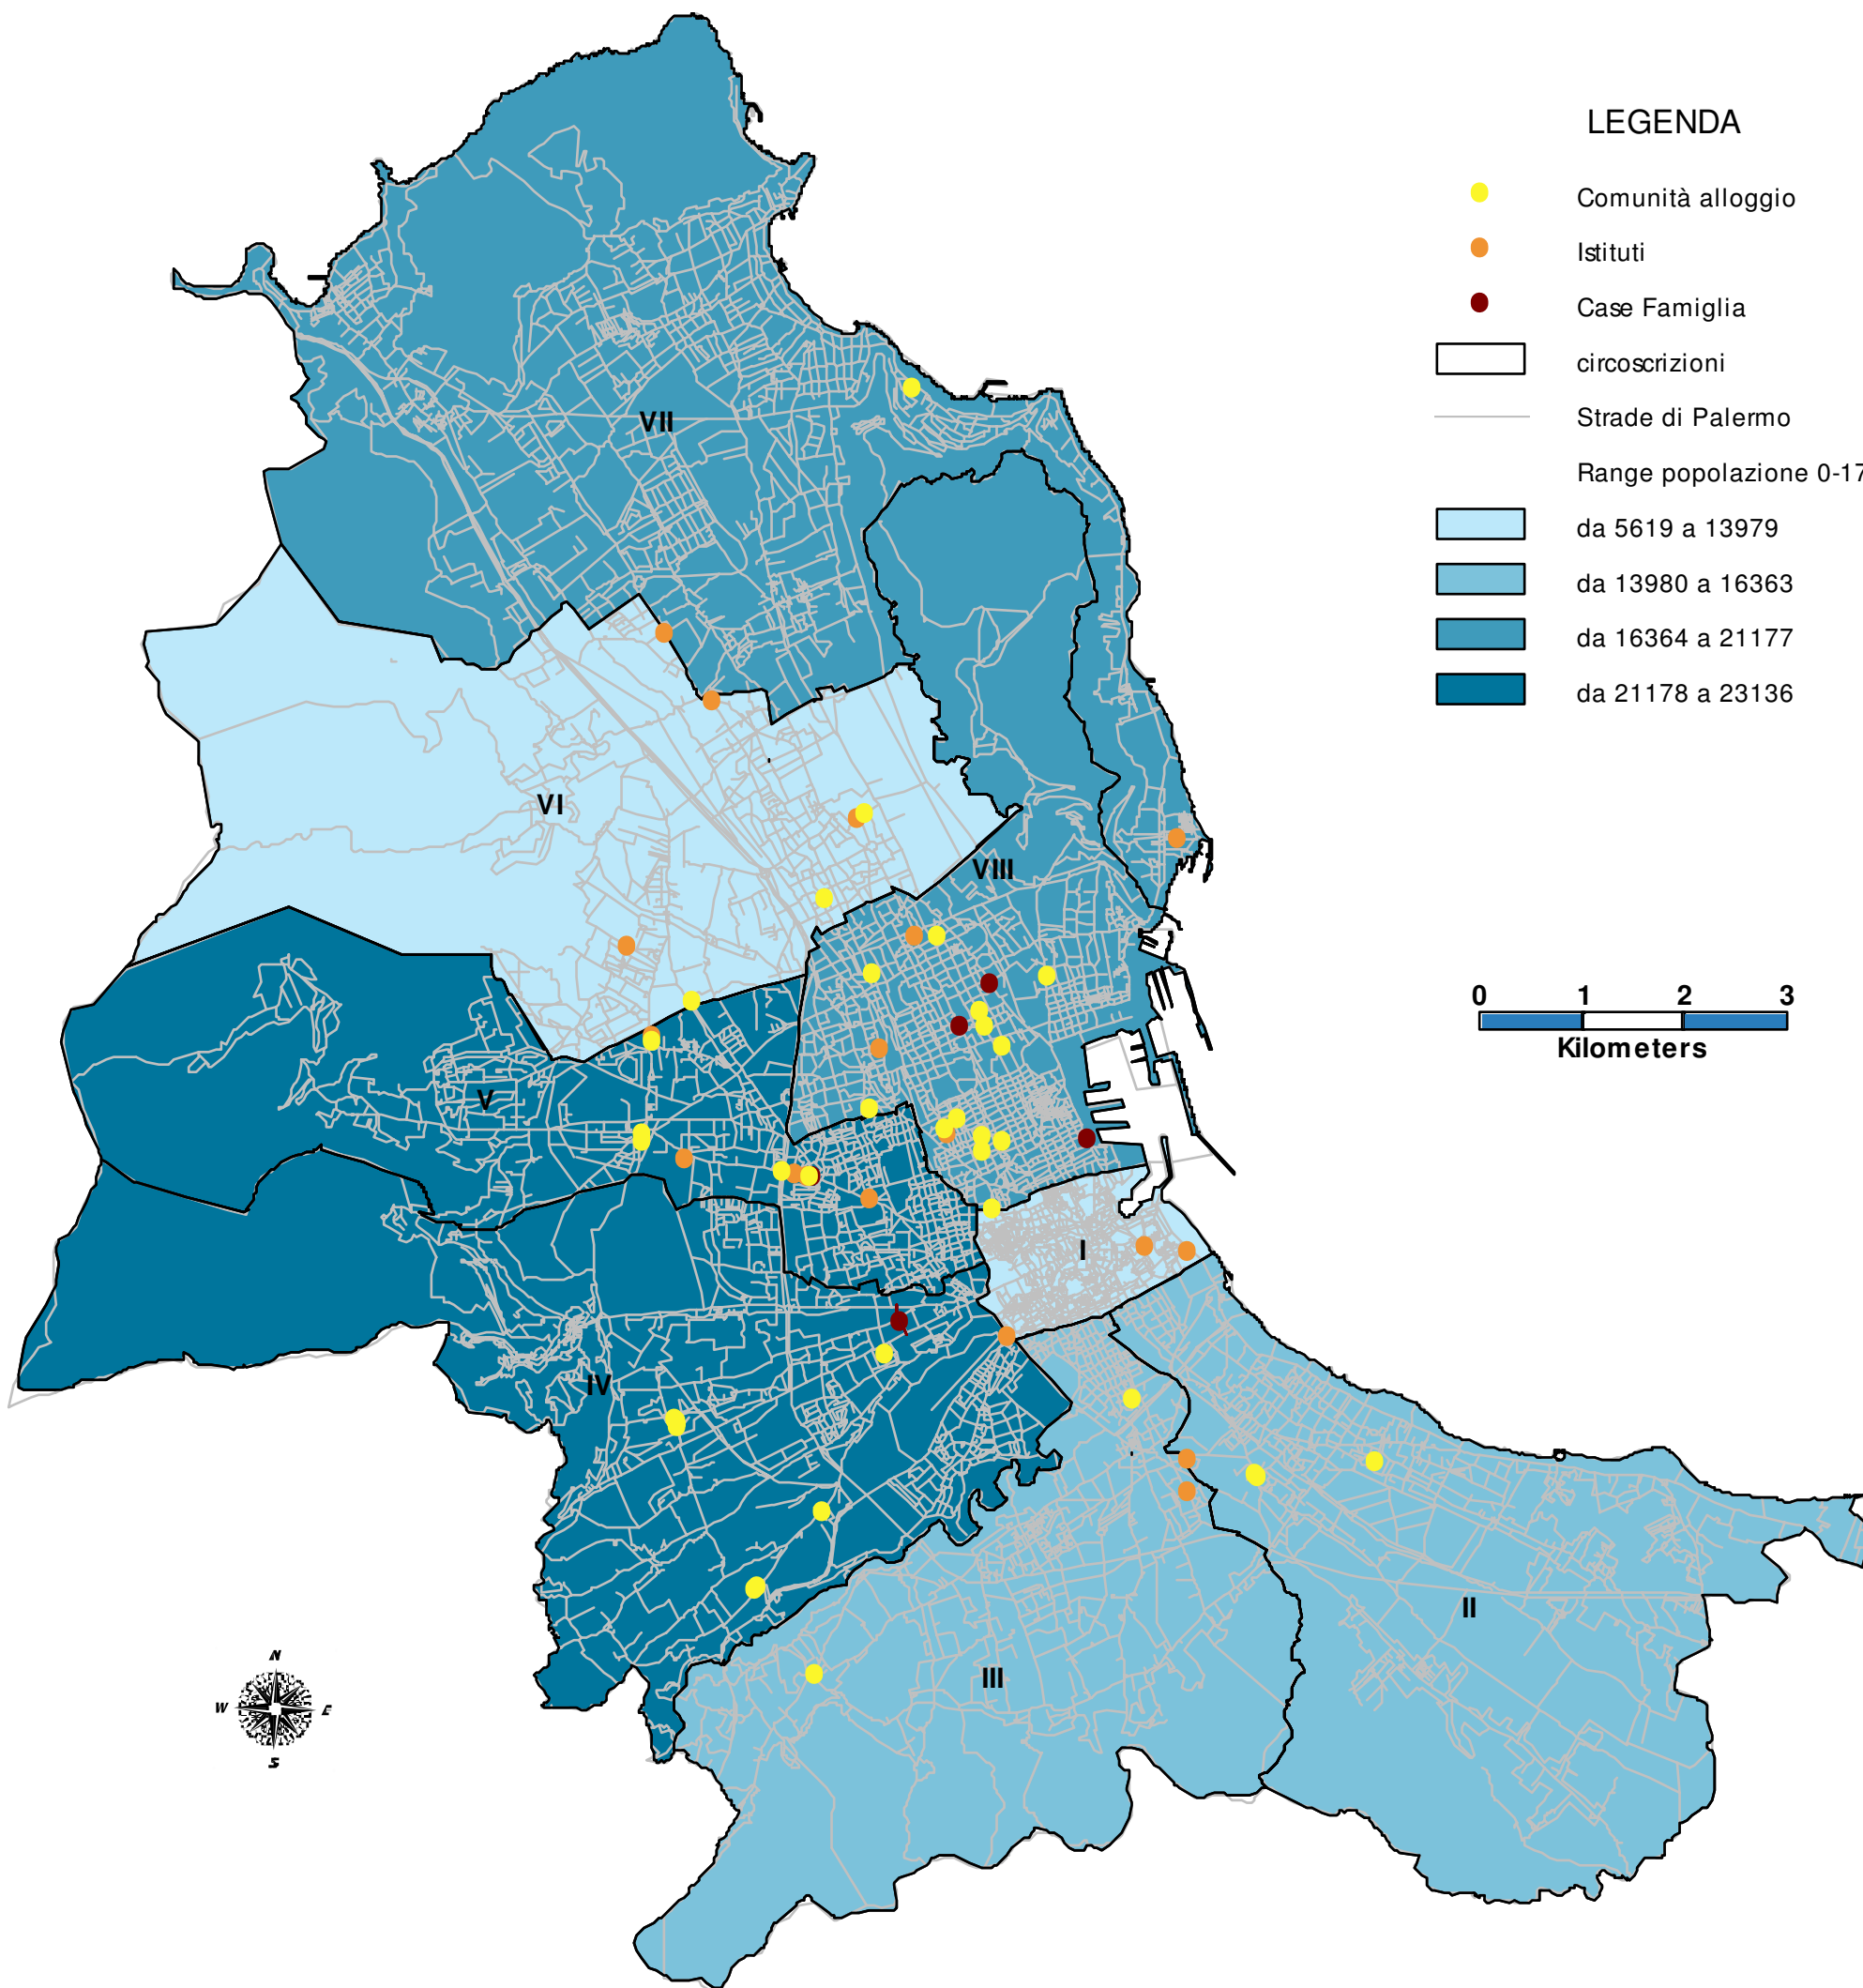 LEGENDA
Comunità alloggio
Istituti
Case Famiglia
circoscrizioni
Strade di Palermo
Range popolazione 0-17
da 5619 a 13979
da 13980 a 16363
da 16364 a 21177
da 21178 a 23136
VII
VI
VIII
0 1 2 3
Kilometers
V
I
IV
II
III
N
W E
S